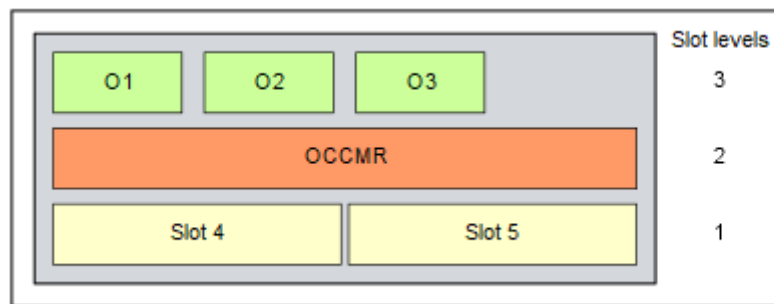 Slot levels
O1 O2 O3 3
OCCMR 2
Slot 4 Slot 5 1